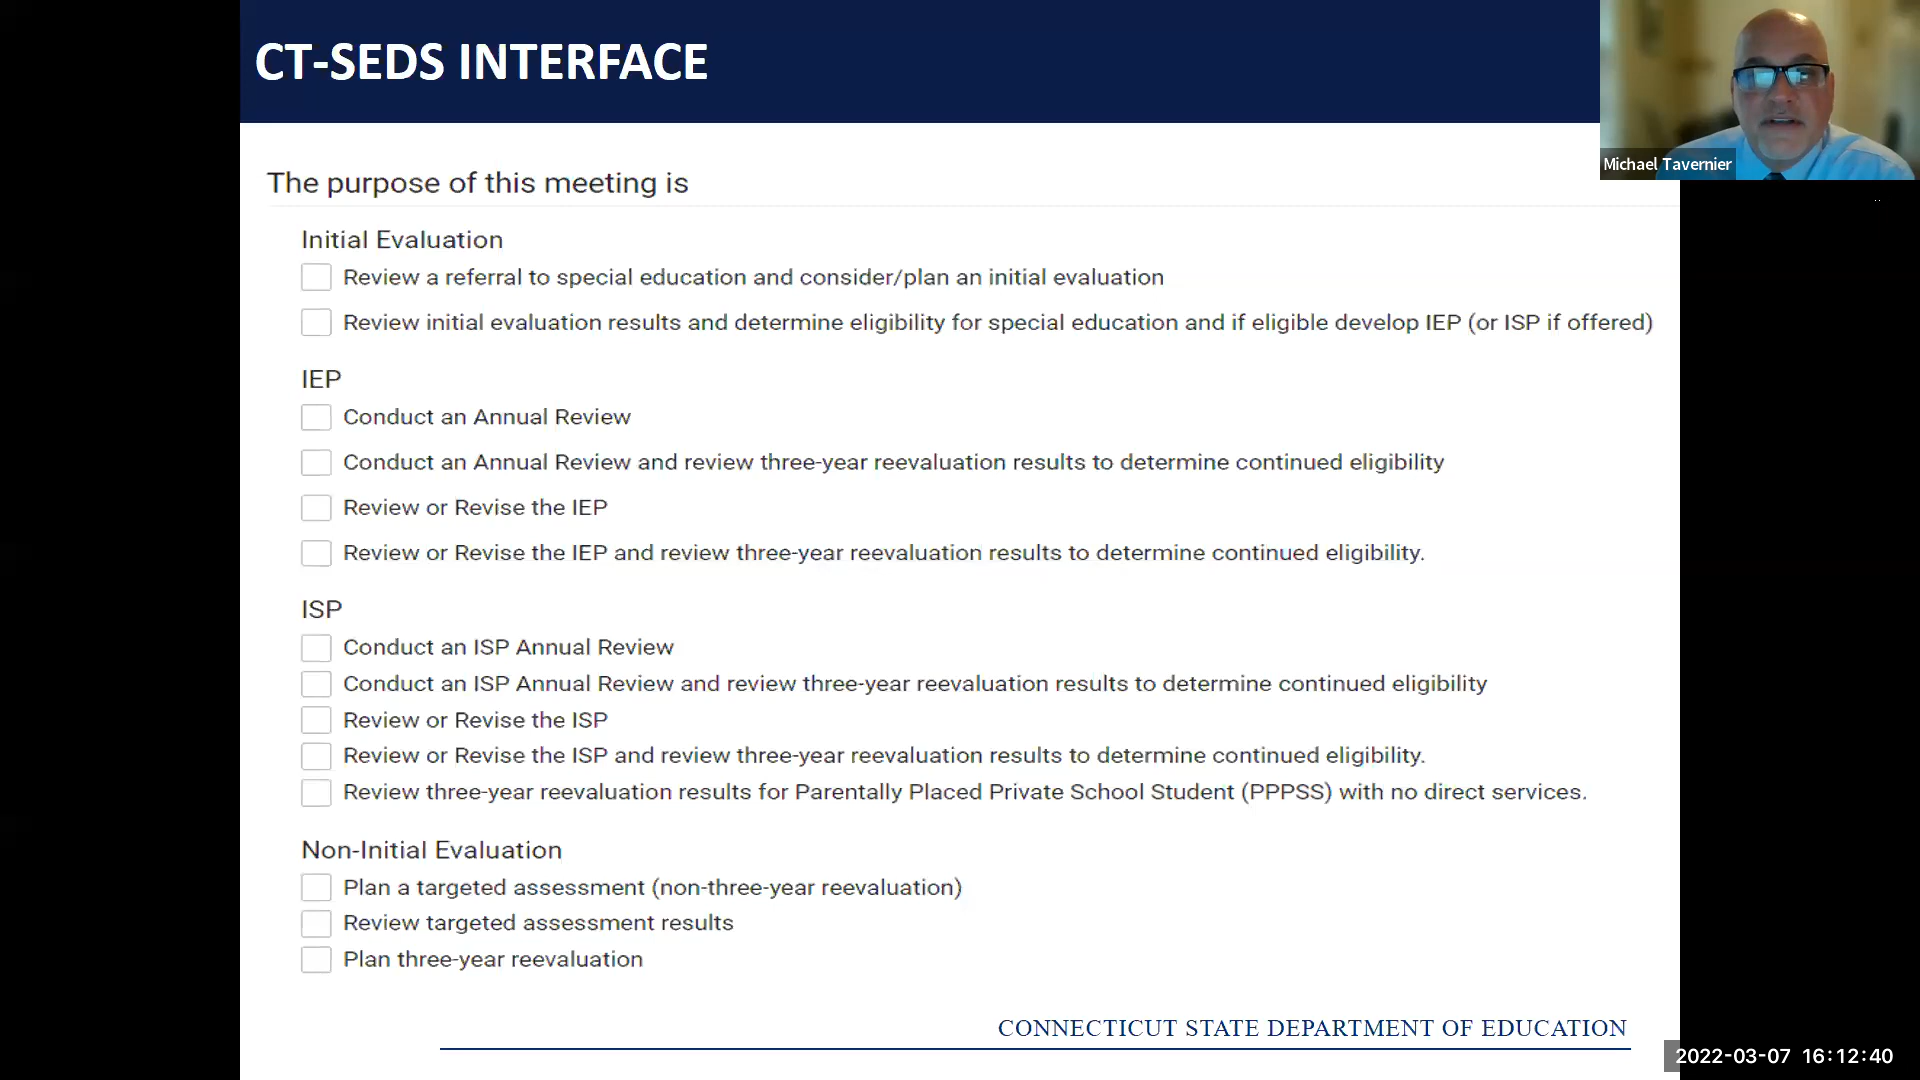 CT-SEDS INTERFACE
Michael Tavernier
The purpose of this meeting is
Initial Evaluation
Review a referral to special education and consider/plan an initial evaluation
Review initial evaluation results and determine eligibility for special education and if eligible develop IEP (or ISP if offered)
IEP
Conduct an Annual Review
Conduct an Annual Review and review three-year reevaluation results to determine continued eligibility
Review or Revise the IEP
Review or Revise the IEP and review three-year reevaluation results to determine continued eligibility.
ISP
Conduct an ISP Annual Review
Conduct an ISP Annual Review and review three-year reevaluation results to determine continued eligibility
Review or Revise the ISP
Review or Revise the ISP and review three-year reevaluation results to determine continued eligibility.
Review three-year reevaluation results for Parentally Placed Private School Student (PPPSS) with no direct services.
Non-Initial Evaluation
Plan a targeted assessment (non-three-year reevaluation)
Review targeted assessment results
Plan three-year reevaluation
CONNECTICUT STATE DEPARTMENT OF EDUCATION
2022-03-07 16:12:40